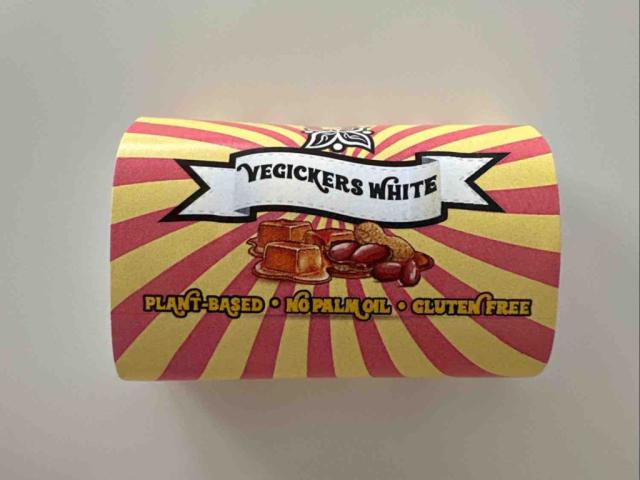 VEGICKERS WHITE
PLANT-BASED • NO PALM OIL • GLUTEN FREE